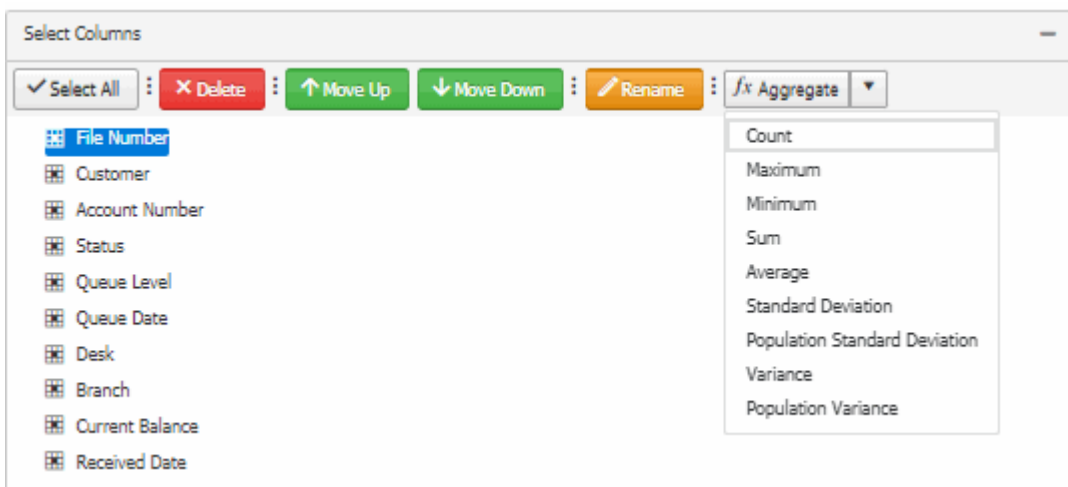 Select Columns
Select All Delete Move Up Move Down Rename fx Aggregate
File Number
Customer
Account Number
Status
Queue Level
Queue Date
Desk
Branch
Current Balance
Received Date
Count
Maximum
Minimum
Sum
Average
Standard Deviation
Population Standard Deviation
Variance
Population Variance